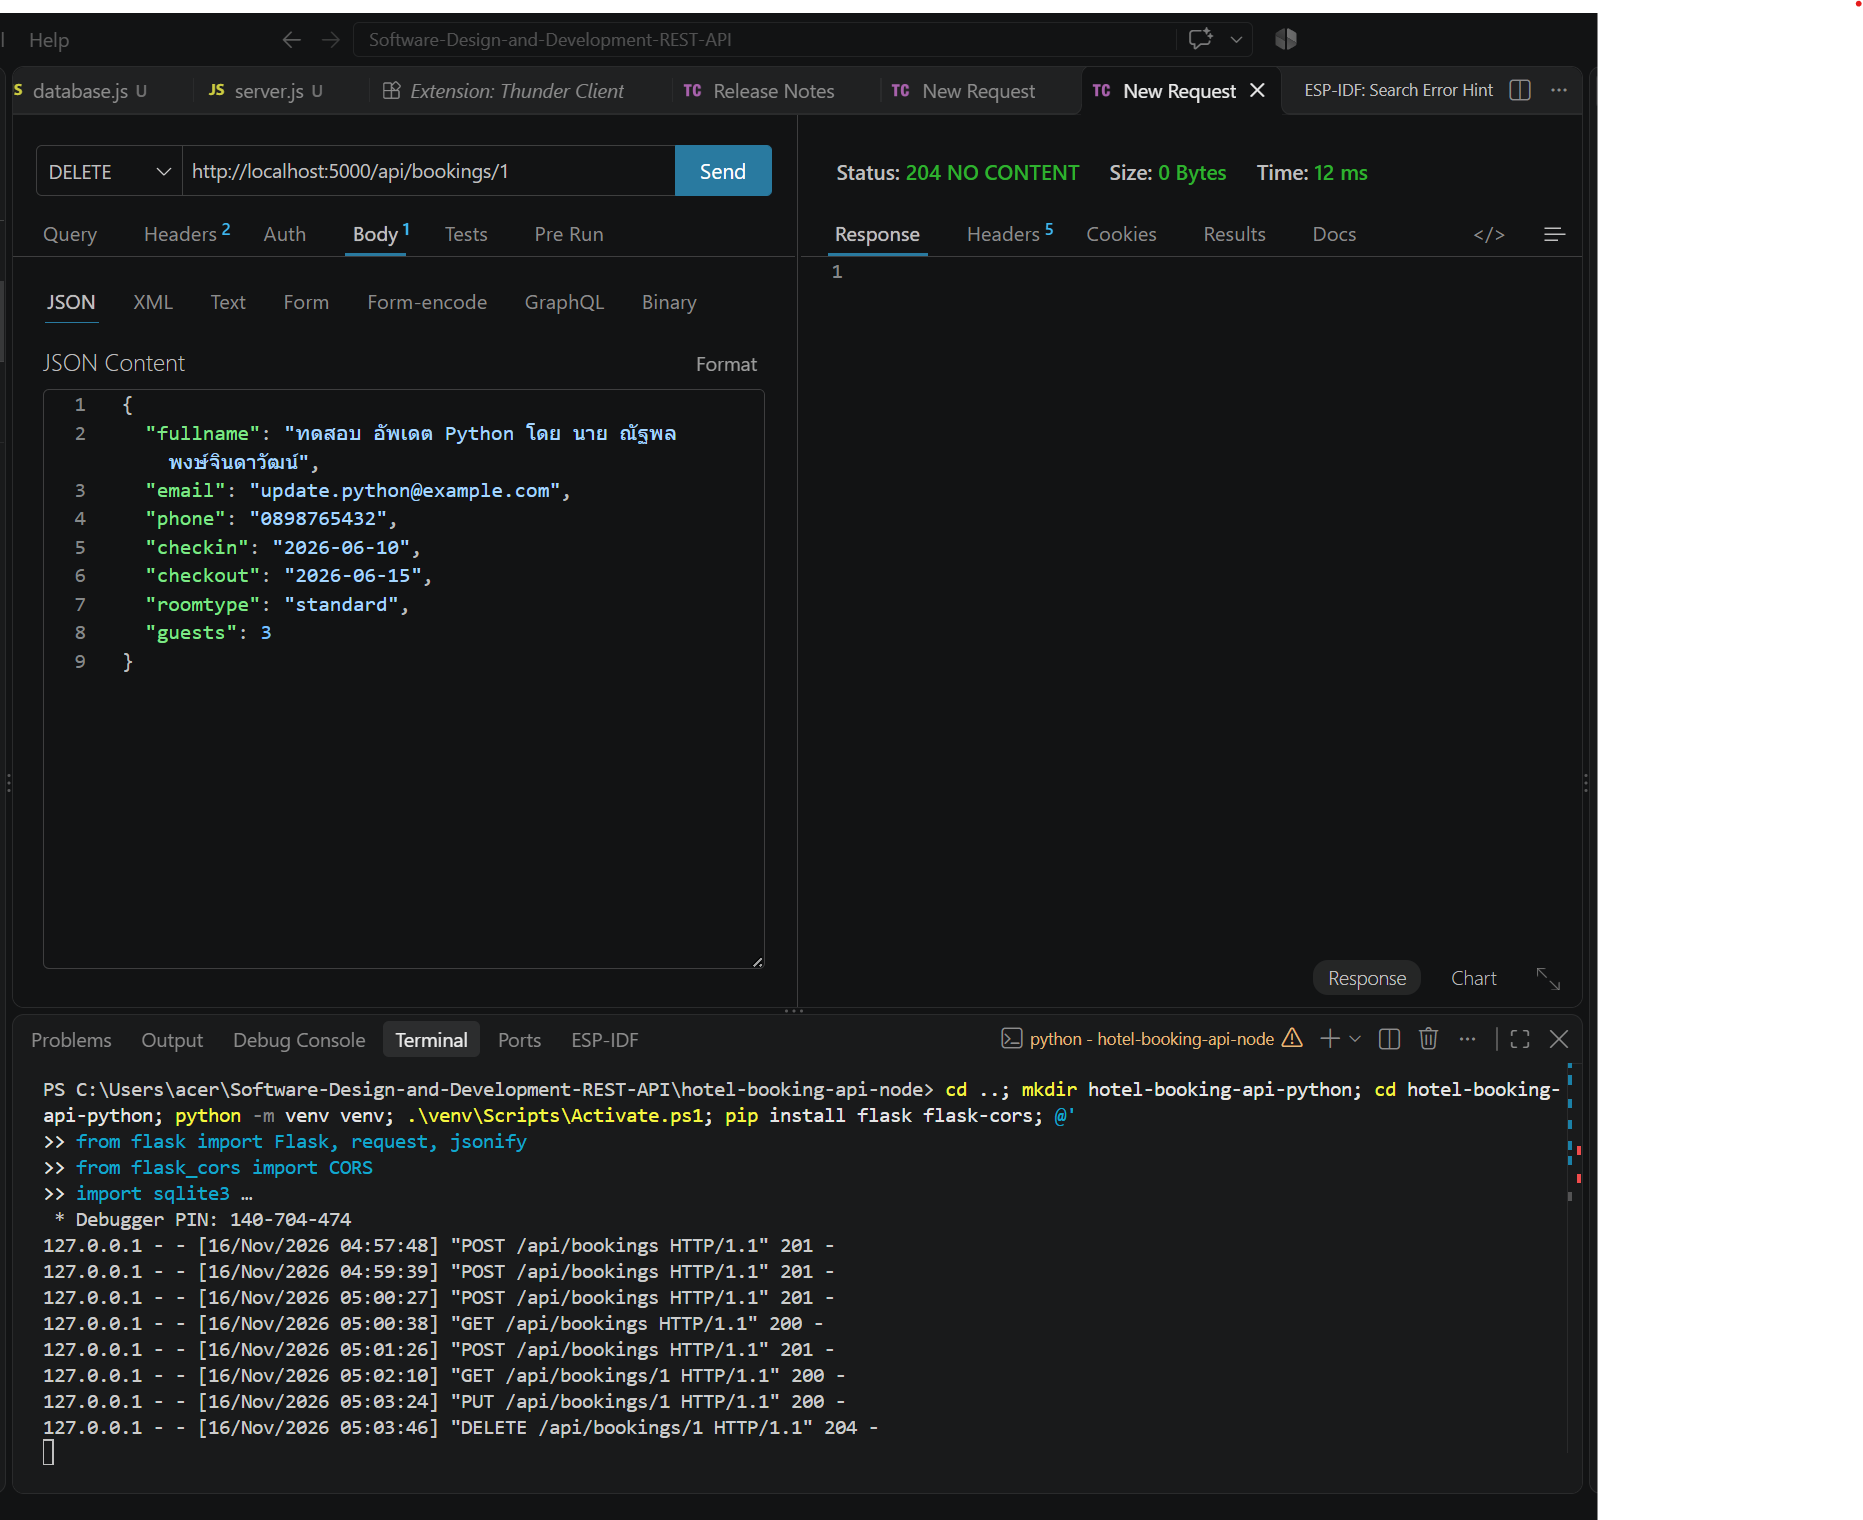 Help
Software-Design-and-Development-REST-API
database.js U
JS server.js U
Extension: Thunder Client
TC Release Notes
TC New Request
TC New Request
ESP-IDF: Search Error Hint
DELETE
http://localhost:5000/api/bookings/1
Send
Query
Headers 2
Auth
Body 1
Tests
Pre Run
JSON
XML
Text
Form
Form-encode
GraphQL
Binary
JSON Content
Format
1 {
2 "fullname": "ทดสอบ อัพเดต Python โดย นาย ณัฐพล
พงษ์จินดาวัฒน์",
3 "email": "update.python@example.com",
4 "phone": "0898765432",
5 "checkin": "2026-06-10",
6 "checkout": "2026-06-15",
7 "roomtype": "standard",
8 "guests": 3
9 }
Status: 204 NO CONTENT
Size: 0 Bytes
Time: 12 ms
Response
Headers 5
Cookies
Results
Docs
</>
1
Response
Chart
Problems
Output
Debug Console
Terminal
Ports
ESP-IDF
python - hotel-booking-api-node
PS C:\Users\acer\Software-Design-and-Development-REST-API\hotel-booking-api-node> cd ..; mkdir hotel-booking-api-python; cd hotel-booking-
api-python; python -m venv venv; .\venv\Scripts\Activate.ps1; pip install flask flask-cors; @'
>> from flask import Flask, request, jsonify
>> from flask_cors import CORS
>> import sqlite3 …
* Debugger PIN: 140-704-474
127.0.0.1 - - [16/Nov/2026 04:57:48] "POST /api/bookings HTTP/1.1" 201 -
127.0.0.1 - - [16/Nov/2026 04:59:39] "POST /api/bookings HTTP/1.1" 201 -
127.0.0.1 - - [16/Nov/2026 05:00:27] "POST /api/bookings HTTP/1.1" 201 -
127.0.0.1 - - [16/Nov/2026 05:00:38] "GET /api/bookings HTTP/1.1" 200 -
127.0.0.1 - - [16/Nov/2026 05:01:26] "POST /api/bookings HTTP/1.1" 201 -
127.0.0.1 - - [16/Nov/2026 05:02:10] "GET /api/bookings/1 HTTP/1.1" 200 -
127.0.0.1 - - [16/Nov/2026 05:03:24] "PUT /api/bookings/1 HTTP/1.1" 200 -
127.0.0.1 - - [16/Nov/2026 05:03:46] "DELETE /api/bookings/1 HTTP/1.1" 204 -